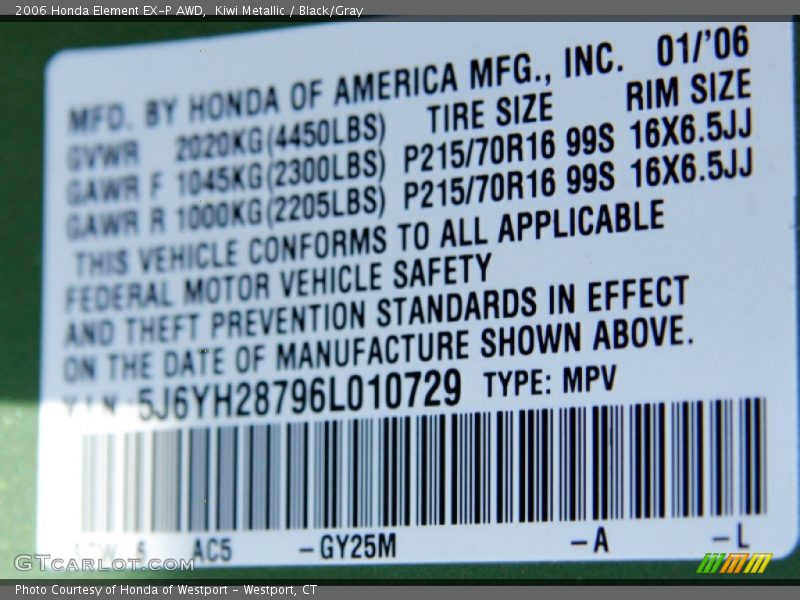 2006 Honda Element EX-P AWD,  Kiwi Metallic / Black/Gray
MFD. BY HONDA OF AMERICA MFG., INC. 01/'06
GVWR 2020KG(4450LBS) TIRE SIZE RIM SIZE
GAWR F 1045KG(2300LBS) P215/70R16 99S 16X6.5JJ
GAWR R 1000KG(2205LBS) P215/70R16 99S 16X6.5JJ
THIS VEHICLE CONFORMS TO ALL APPLICABLE
FEDERAL MOTOR VEHICLE SAFETY
AND THEFT PREVENTION STANDARDS IN EFFECT
ON THE DATE OF MANUFACTURE SHOWN ABOVE.
VIN 5J6YH28796L010729 TYPE: MPV
AC5 -GY25M -A -L
GTCarLot.com
Photo Courtesy of Honda of Westport - Westport, CT